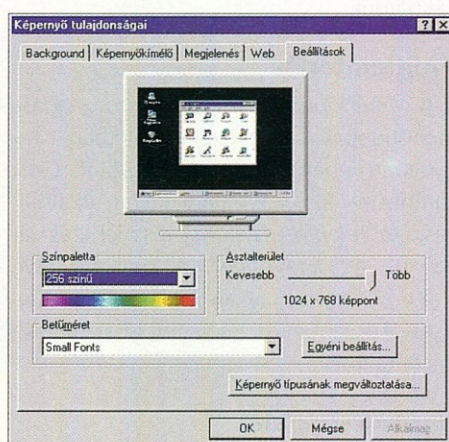 Képernyő tulajdonságai
Background Képernyőkímélő Megjelenés Web Beállítások
Színpaletta
256 színű
Asztalterület
Kevesebb Több
1024 x 768 képpont
Betűméret
Small Fonts
Egyéni beállítás...
Képernyő típusának megváltoztatása...
OK Mégse Alkalmaz